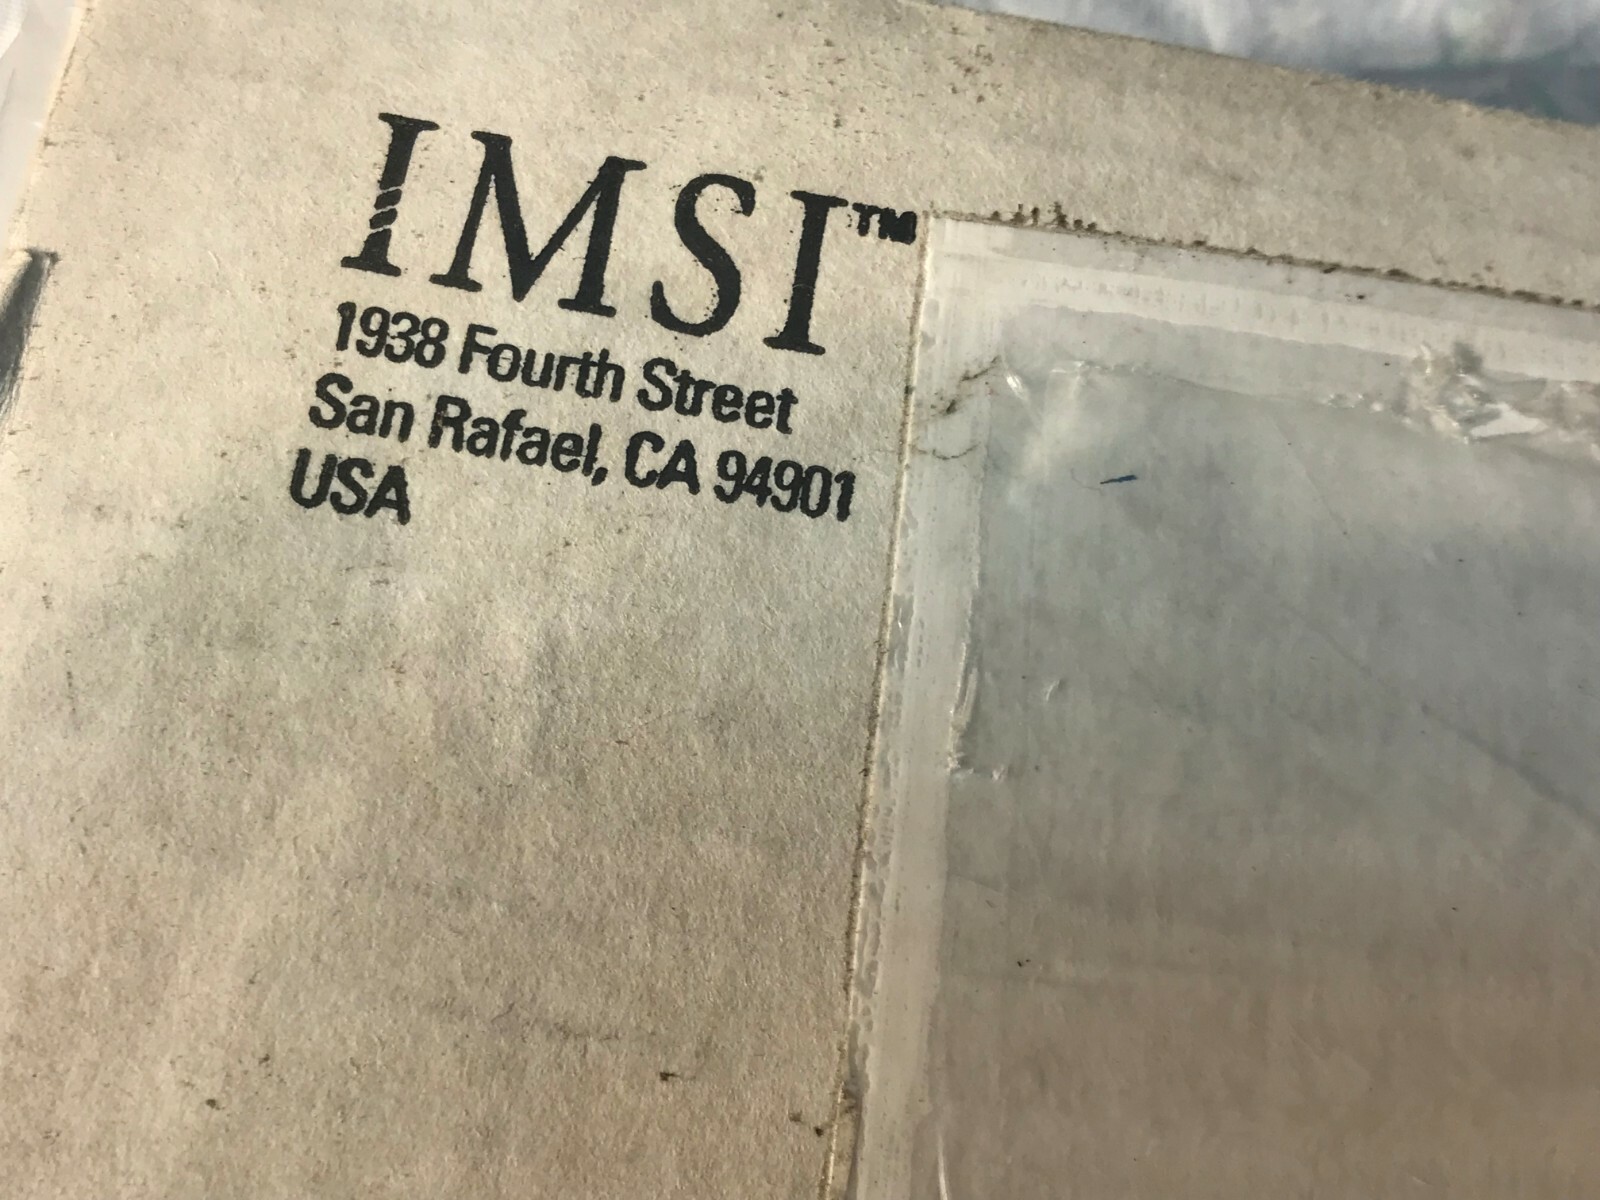 IMSI™
1938 Fourth Street
San Rafael, CA 94901
USA